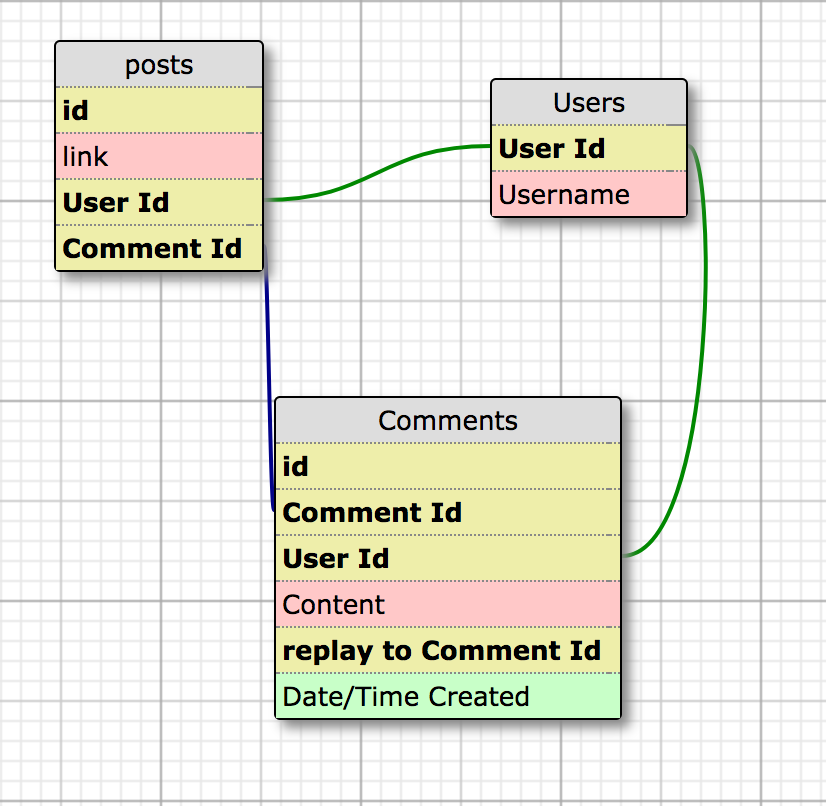 posts
id
link
User Id
Comment Id
Users
User Id
Username
Comments
id
Comment Id
User Id
Content
replay to Comment Id
Date/Time Created